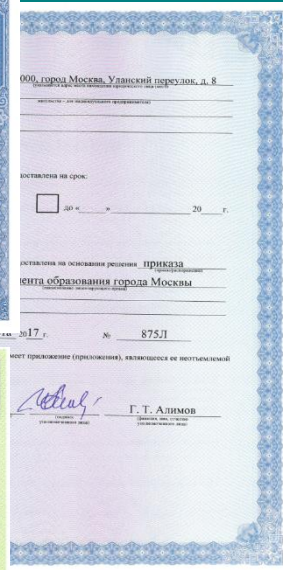 000, город Москва, Уланский переулок, д. 8
(указывается адрес места нахождения юридического лица (место
жительства – для индивидуального предпринимателя)
доставлена на срок:
до « » 20 г.
доставлена на основании решения приказа
(приказ/распоряжение)
мента образования города Москвы
(наименование лицензирующего органа)
2017 г. № 875Л
меет приложение (приложения), являющееся ее неотъемлемой
Г. Т. Алимов
(подпись
уполномоченного лица)
(фамилия, имя, отчество
уполномоченного лица)